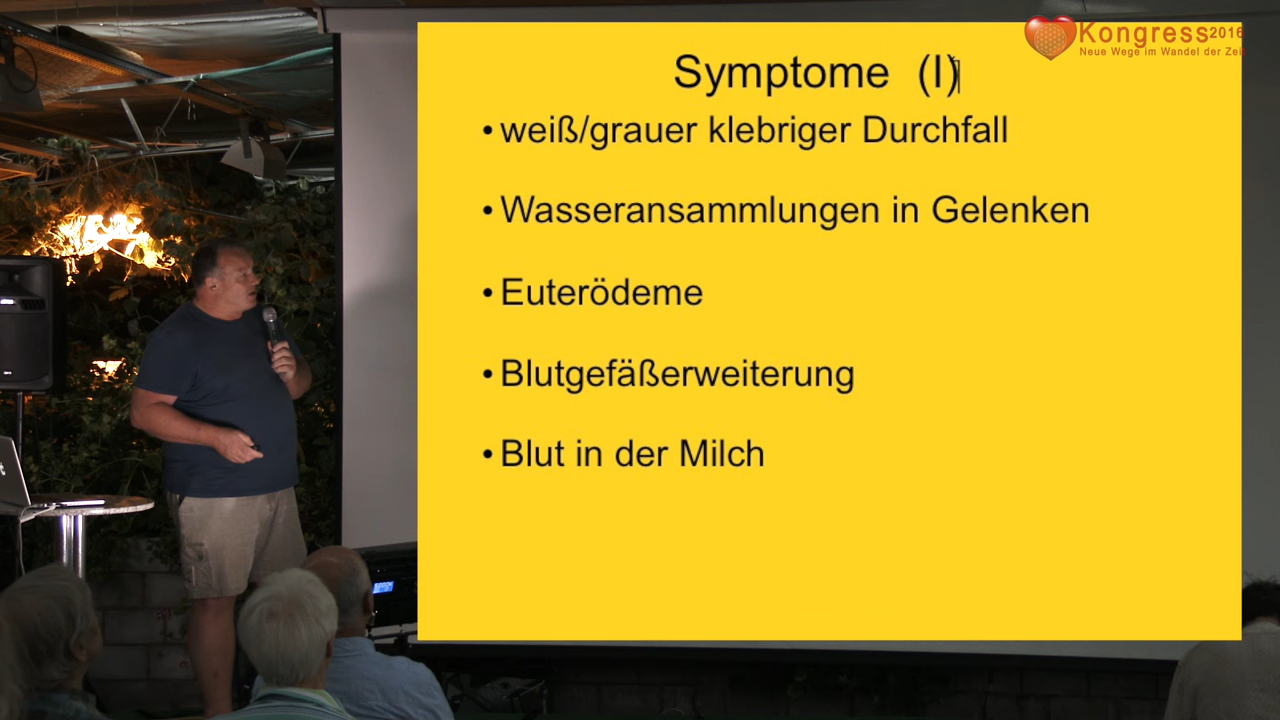 Kongress2016
Neue Wege im Wandel der Zeit
Symptome (I)
• weiß/grauer klebriger Durchfall
• Wasseransammlungen in Gelenken
• Euterödeme
• Blutgefäßerweiterung
• Blut in der Milch